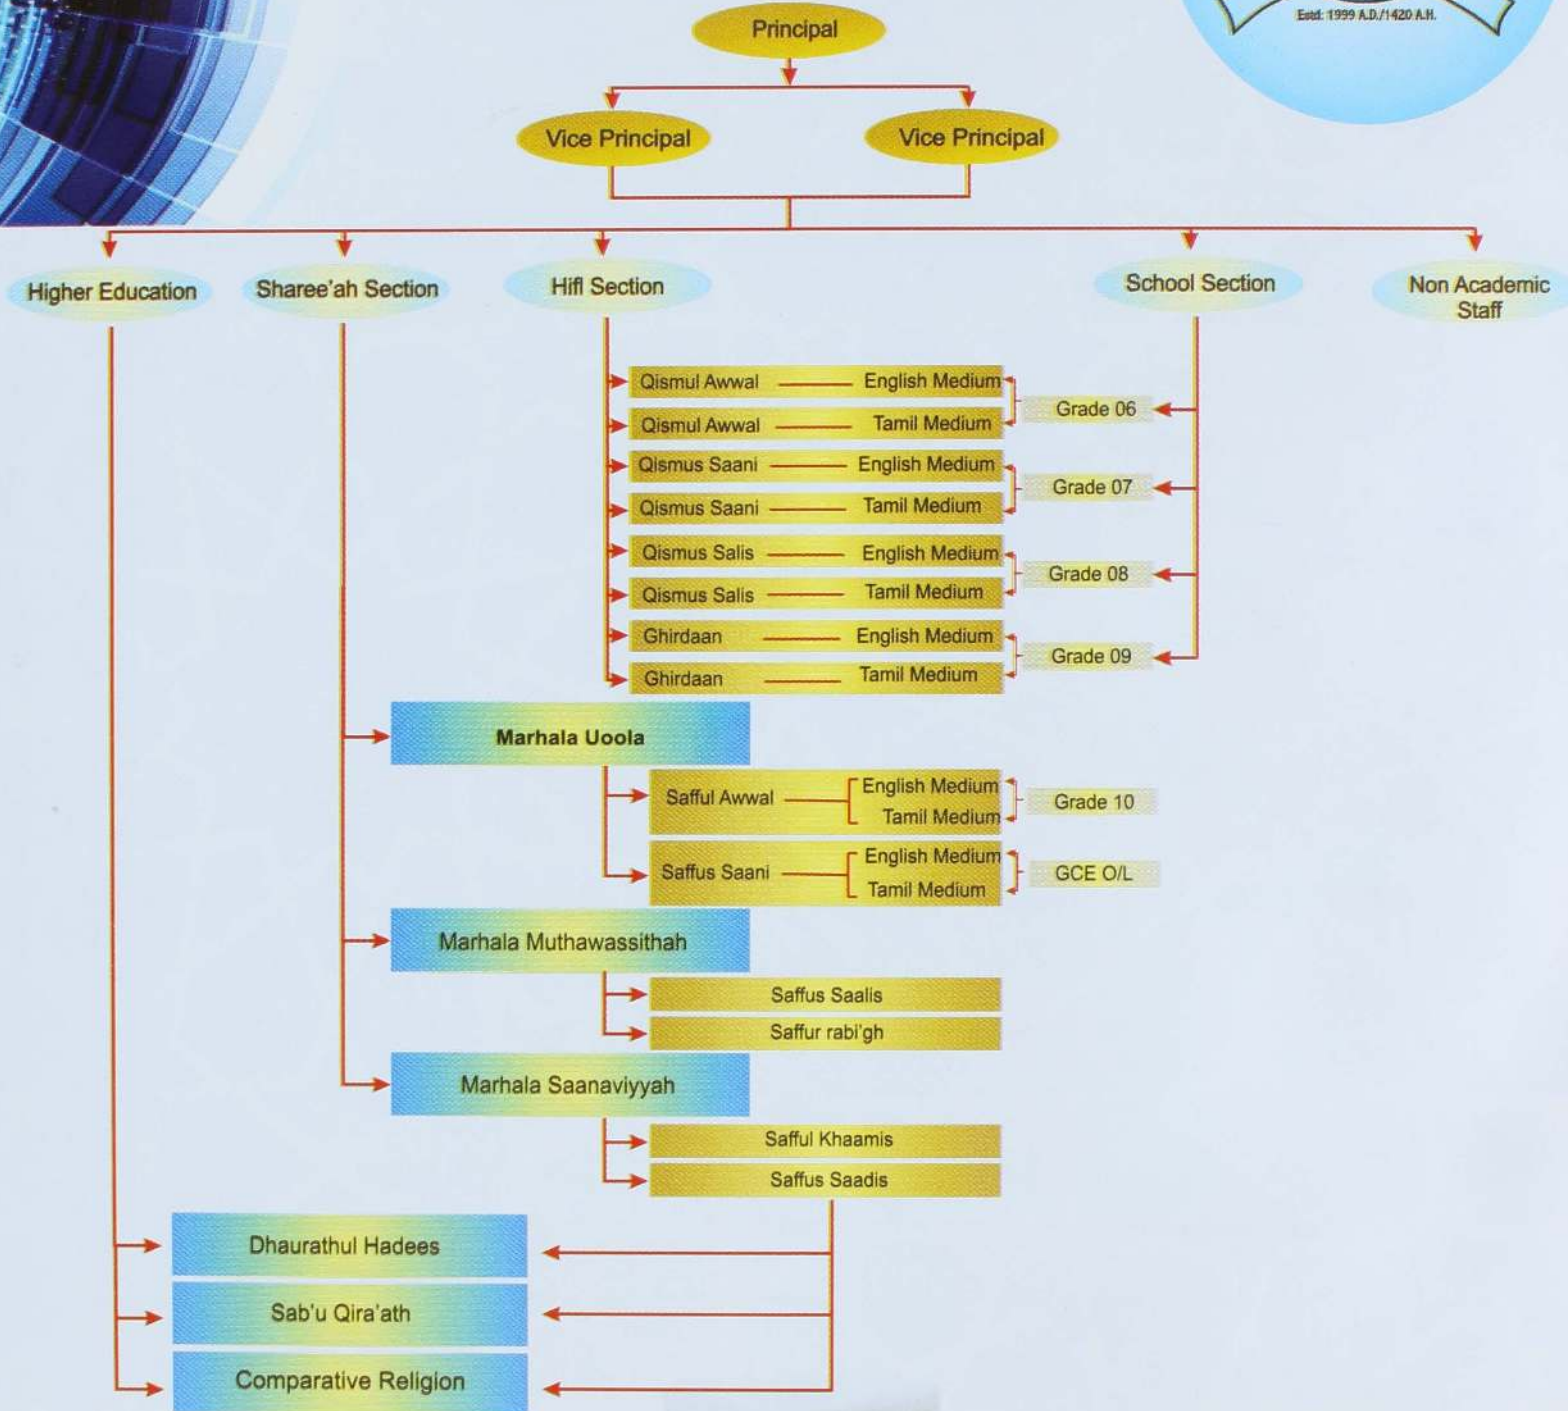 Estd: 1999 A.D./1420 A.H.
Principal
Vice Principal
Vice Principal
Higher Education
Sharee'ah Section
Hifl Section
School Section
Non Academic
Staff
Qismul Awwal English Medium
Grade 06
Qismul Awwal Tamil Medium
Qismus Saani English Medium
Grade 07
Qismus Saani Tamil Medium
Qismus Salis English Medium
Grade 08
Qismus Salis Tamil Medium
Ghirdaan English Medium
Grade 09
Ghirdaan Tamil Medium
Marhala Uoola
Safful Awwal
English Medium
Tamil Medium
Grade 10
Saffus Saani
English Medium
Tamil Medium
GCE O/L
Marhala Muthawassithah
Saffus Saalis
Saffur rabi'gh
Marhala Saanaviyyah
Safful Khaamis
Saffus Saadis
Dhaurathul Hadees
Sab'u Qira'ath
Comparative Religion